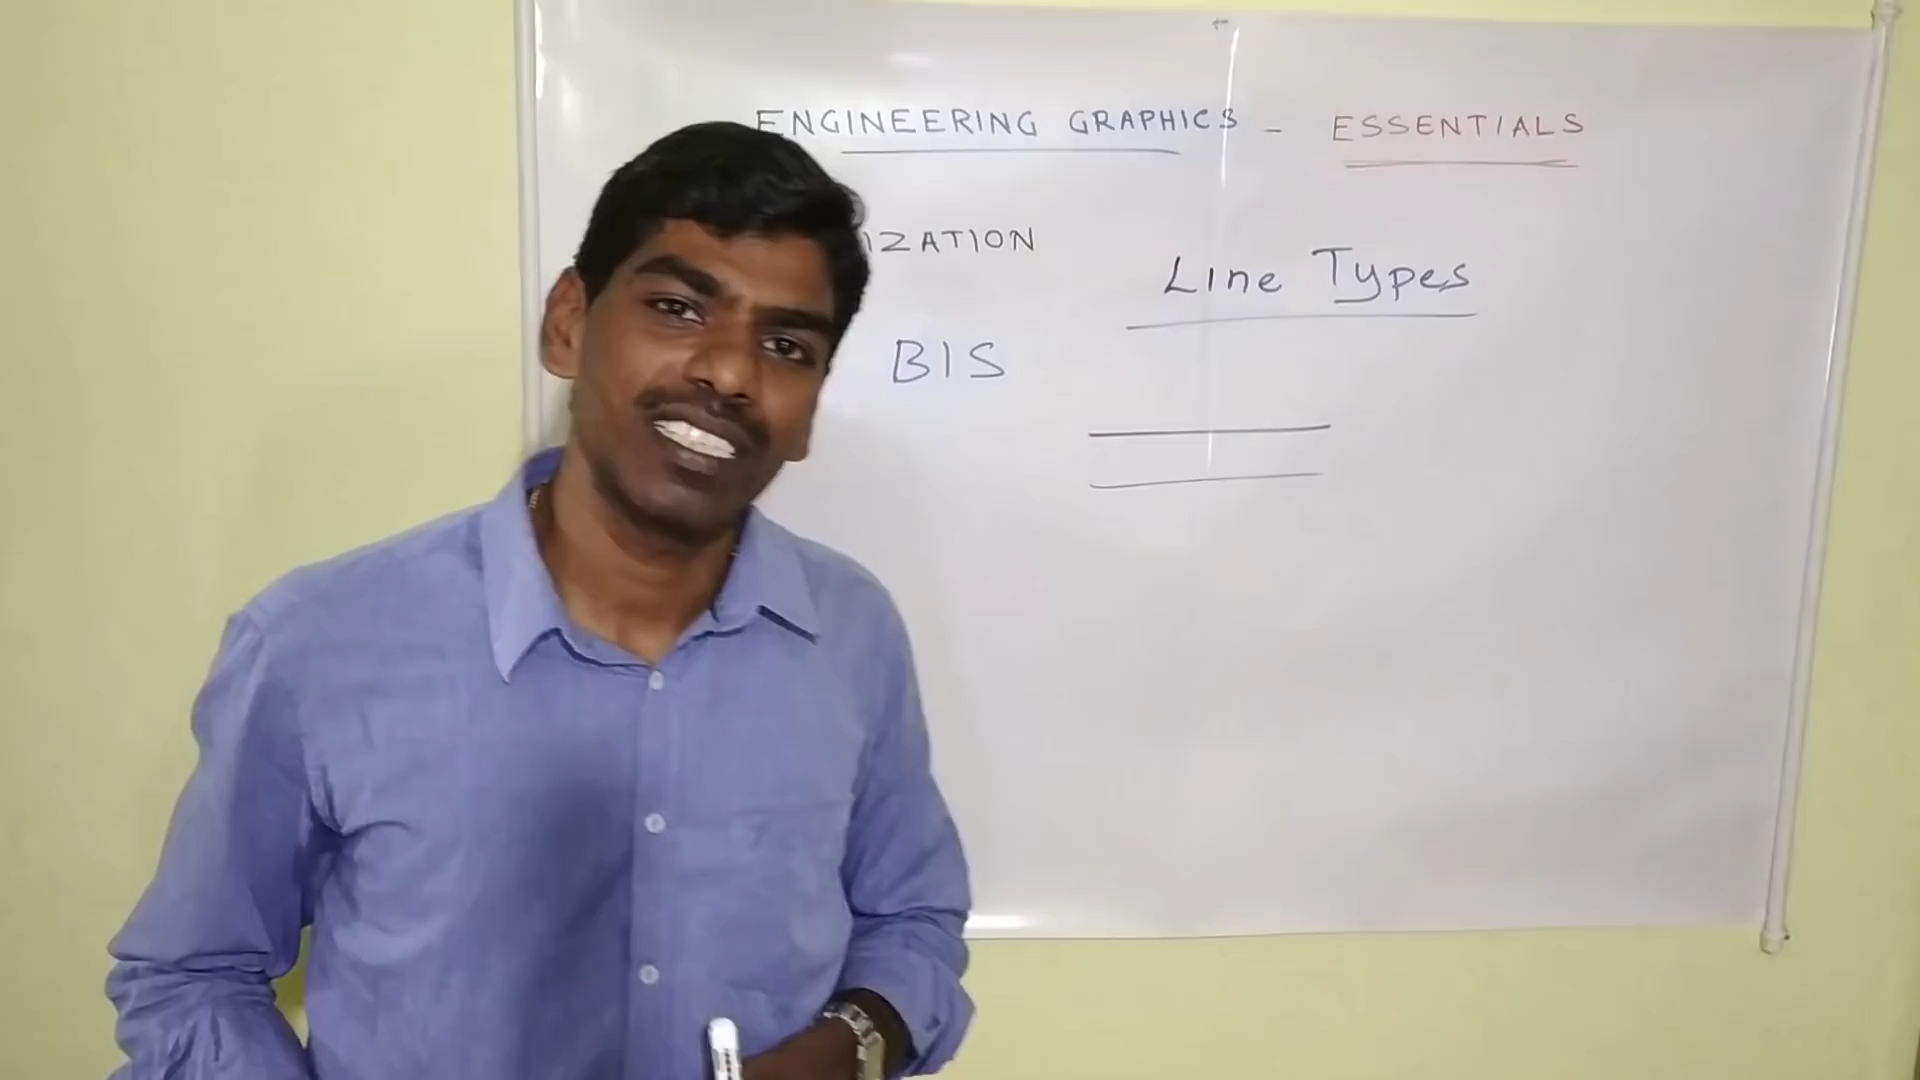 ENGINEERING GRAPHICS - ESSENTIALS
IZATION
Line Types
BIS